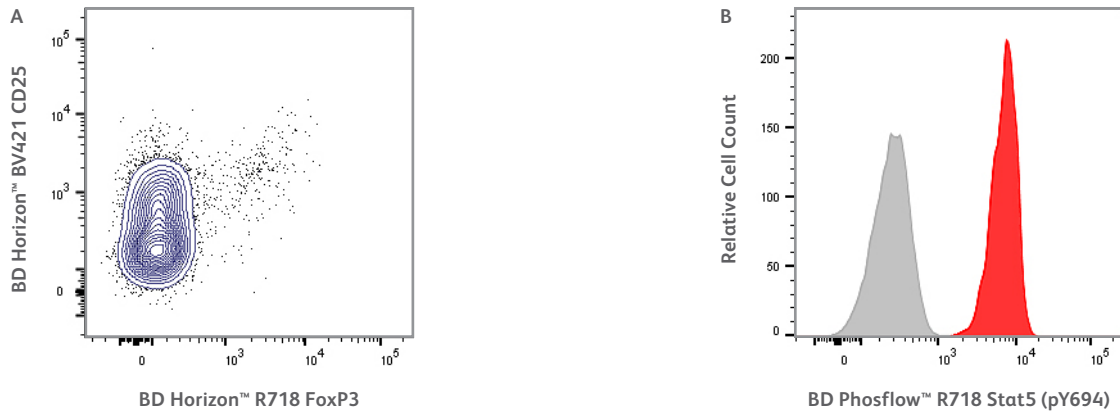 A
BD Horizon™ BV421 CD25
10^5
10^4
10^3
0
0
10^3
10^4
10^5
BD Horizon™ R718 FoxP3
B
Relative Cell Count
200
150
100
50
0
0
10^3
10^4
10^5
BD Phosflow™ R718 Stat5 (pY694)